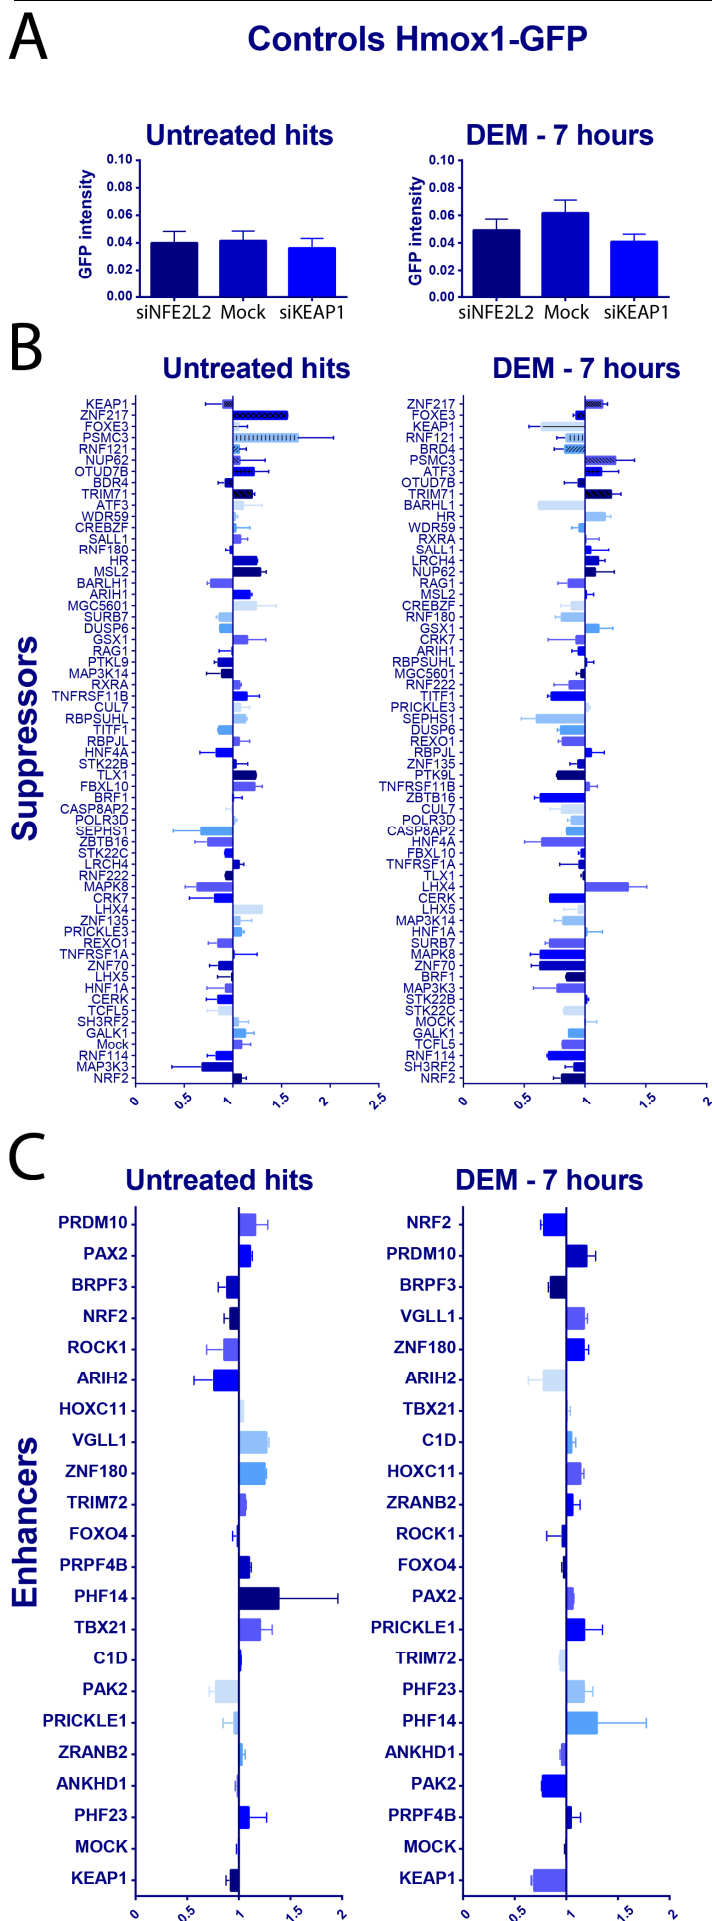 A
Controls Hmox1-GFP
Untreated hits
DEM - 7 hours
GFP intensity
0.10
0.08
0.06
0.04
0.02
0.00
siNFE2L2 Mock siKEAP1
GFP intensity
0.10
0.08
0.06
0.04
0.02
0.00
siNFE2L2 Mock siKEAP1
B
Untreated hits
DEM - 7 hours
Suppressors
KEAP1
ZNF217
FOXE3
PSMC3
RNF121
NUP62
OTUD7B
BDR4
TRIM71
ATF3
WDR59
CREBZF
SALL1
RNF180
HR
MSL2
BARLH1
ARIH1
MGC5601
SURB7
DUSP6
GSX1
RAG1
PTKL9
MAP3K14
RXRA
TNFRSF11B
CUL7
RBPSUHL
TITF1
RBPJL
HNF4A
STK22B
TLX1
FBXL10
BRF1
CASP8AP2
POLR3D
SEPHS1
ZBTB16
STK22C
LRCH4
RNF222
MAPK8
CRK7
LHX4
ZNF135
PRICKLE3
REXO1
TNFRSF1A
ZNF70
LHX5
HNF1A
CERK
TCFL5
SH3RF2
GALK1
Mock
RNF114
MAP3K3
NRF2
0 0.5 1 1.5 2 2.5
ZNF217
FOXE3
KEAP1
RNF121
BRD4
PSMC3
ATF3
OTUD7B
TRIM71
BARHL1
HR
WDR59
RXRA
SALL1
LRCH4
NUP62
RAG1
MSL2
CREBZF
RNF180
GSX1
CRK7
ARIH1
RBPSUHL
MGC5601
RNF222
TITF1
PRICKLE3
SEPHS1
DUSP6
REXO1
RBPJL
ZNF135
PTK9L
TNFRSF11B
ZBTB16
CUL7
POLR3D
CASP8AP2
HNF4A
FBXL10
TNFRSF1A
TLX1
LHX4
CERK
LHX5
MAP3K14
HNF1A
SURB7
MAPK8
ZNF70
BRF1
MAP3K3
STK22B
STK22C
MOCK
GALK1
TCFL5
RNF114
SH3RF2
NRF2
0 0.5 1 1.5 2
C
Untreated hits
DEM - 7 hours
Enhancers
PRDM10
PAX2
BRPF3
NRF2
ROCK1
ARIH2
HOXC11
VGLL1
ZNF180
TRIM72
FOXO4
PRPF4B
PHF14
TBX21
C1D
PAK2
PRICKLE1
ZRANB2
ANKHD1
PHF23
MOCK
KEAP1
0 0.5 1 1.5 2
NRF2
PRDM10
BRPF3
VGLL1
ZNF180
ARIH2
TBX21
C1D
HOXC11
ZRANB2
ROCK1
FOXO4
PAX2
PRICKLE1
TRIM72
PHF23
PHF14
ANKHD1
PAK2
PRPF4B
MOCK
KEAP1
0 0.5 1 1.5 2